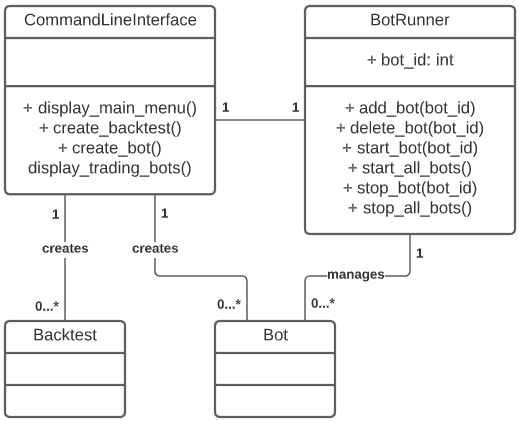 CommandLineInterface
+ display_main_menu()
+ create_backtest()
+ create_bot()
display_trading_bots()
BotRunner
+ bot_id: int
+ add_bot(bot_id)
+ delete_bot(bot_id)
+ start_bot(bot_id)
+ start_all_bots()
+ stop_bot(bot_id)
+ stop_all_bots()
1
1
1
creates
0...*
1
creates
0...*
1
manages
0...*
Backtest
Bot